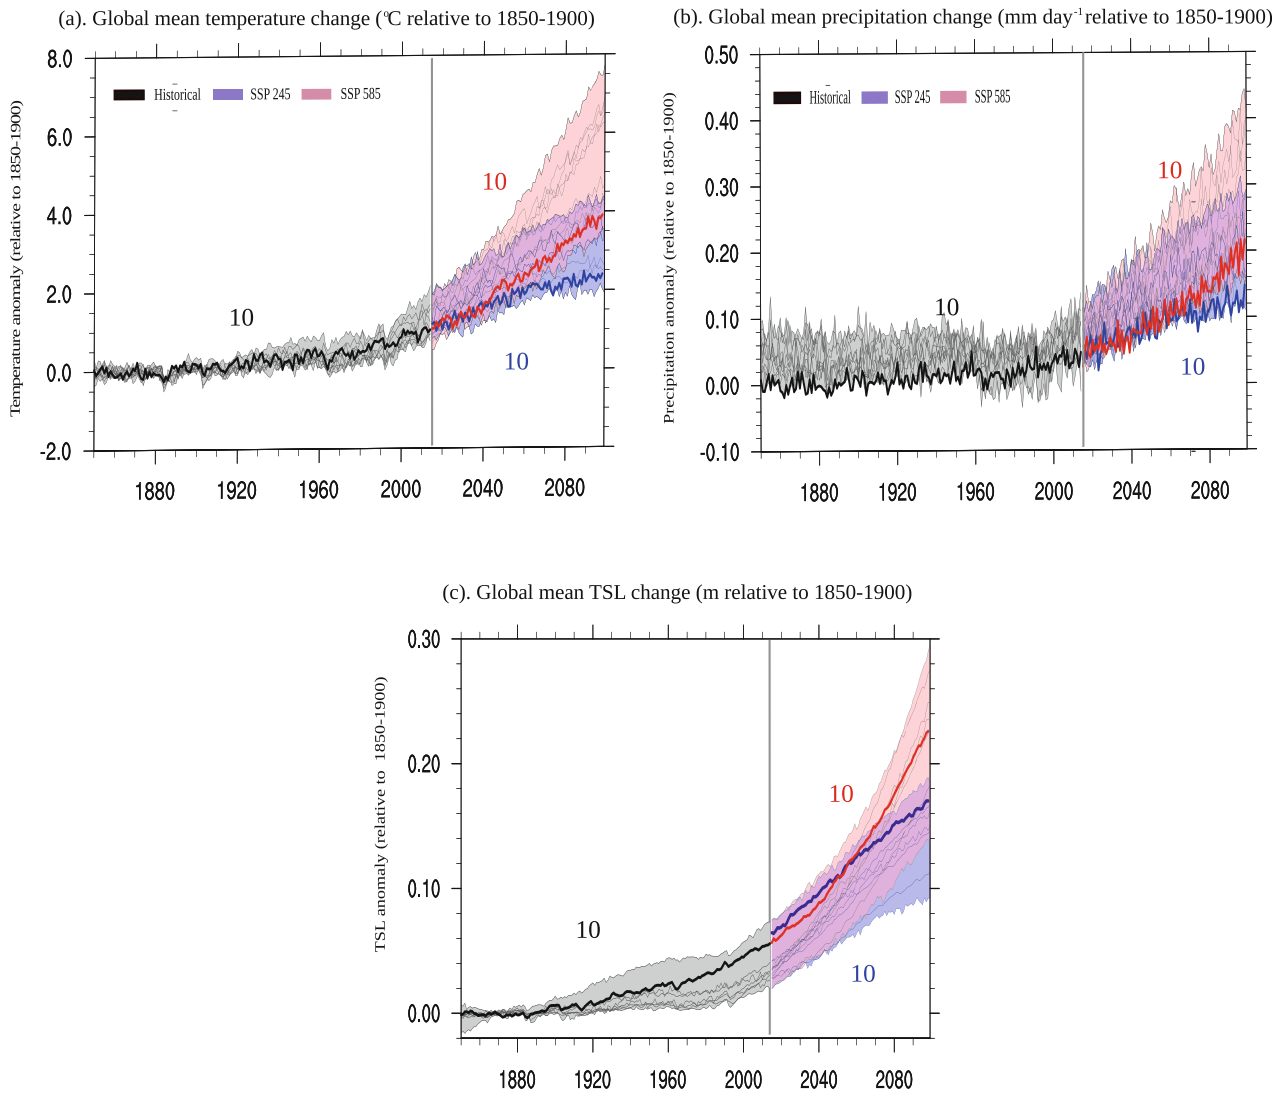 (a). Global mean temperature change (°C relative to 1850-1900)
8.0
6.0
4.0
2.0
0.0
-2.0
Temperature anomaly (relative to 1850-1900)
Historical SSP 245 SSP 585
10
10
10
1880 1920 1960 2000 2040 2080
(b). Global mean precipitation change (mm day-1 relative to 1850-1900)
0.50
0.40
0.30
0.20
0.10
0.00
-0.10
Precipitation anomaly (relative to 1850-1900)
Historical SSP 245 SSP 585
10
10
10
1880 1920 1960 2000 2040 2080
(c). Global mean TSL change (m relative to 1850-1900)
0.30
0.20
0.10
0.00
TSL anomaly (relative to 1850-1900)
10
10
10
1880 1920 1960 2000 2040 2080